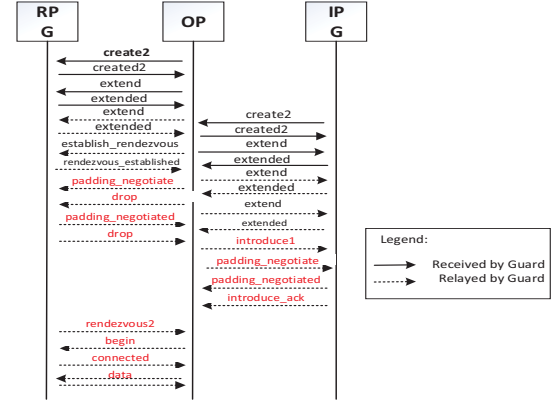 RP
G
OP
IP
G
create2
created2
extend
extended
extend
extended
establish_rendezvous
rendezvous_established
padding_negotiate
drop
padding_negotiated
drop
rendezvous2
begin
connected
data
create2
created2
extend
extended
extend
extended
extend
extended
introduce1
padding_negotiate
padding_negotiated
introduce_ack
Legend:
Received by Guard
Relayed by Guard